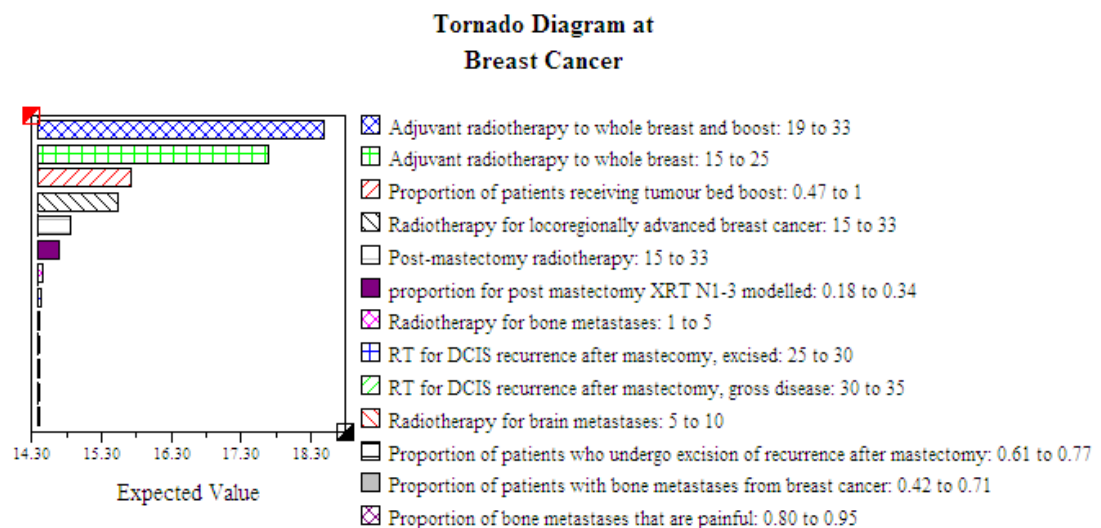 Tornado Diagram at
Breast Cancer
Adjuvant radiotherapy to whole breast and boost: 19 to 33
Adjuvant radiotherapy to whole breast: 15 to 25
Proportion of patients receiving tumour bed boost: 0.47 to 1
Radiotherapy for locoregionally advanced breast cancer: 15 to 33
Post-mastectomy radiotherapy: 15 to 33
proportion for post mastectomy XRT N1-3 modelled: 0.18 to 0.34
Radiotherapy for bone metastases: 1 to 5
RT for DCIS recurrence after mastecomy, excised: 25 to 30
RT for DCIS recurrence after mastectomy, gross disease: 30 to 35
Radiotherapy for brain metastases: 5 to 10
Proportion of patients who undergo excision of recurrence after mastectomy: 0.61 to 0.77
Proportion of patients with bone metastases from breast cancer: 0.42 to 0.71
Proportion of bone metastases that are painful: 0.80 to 0.95
14.30 15.30 16.30 17.30 18.30
Expected Value